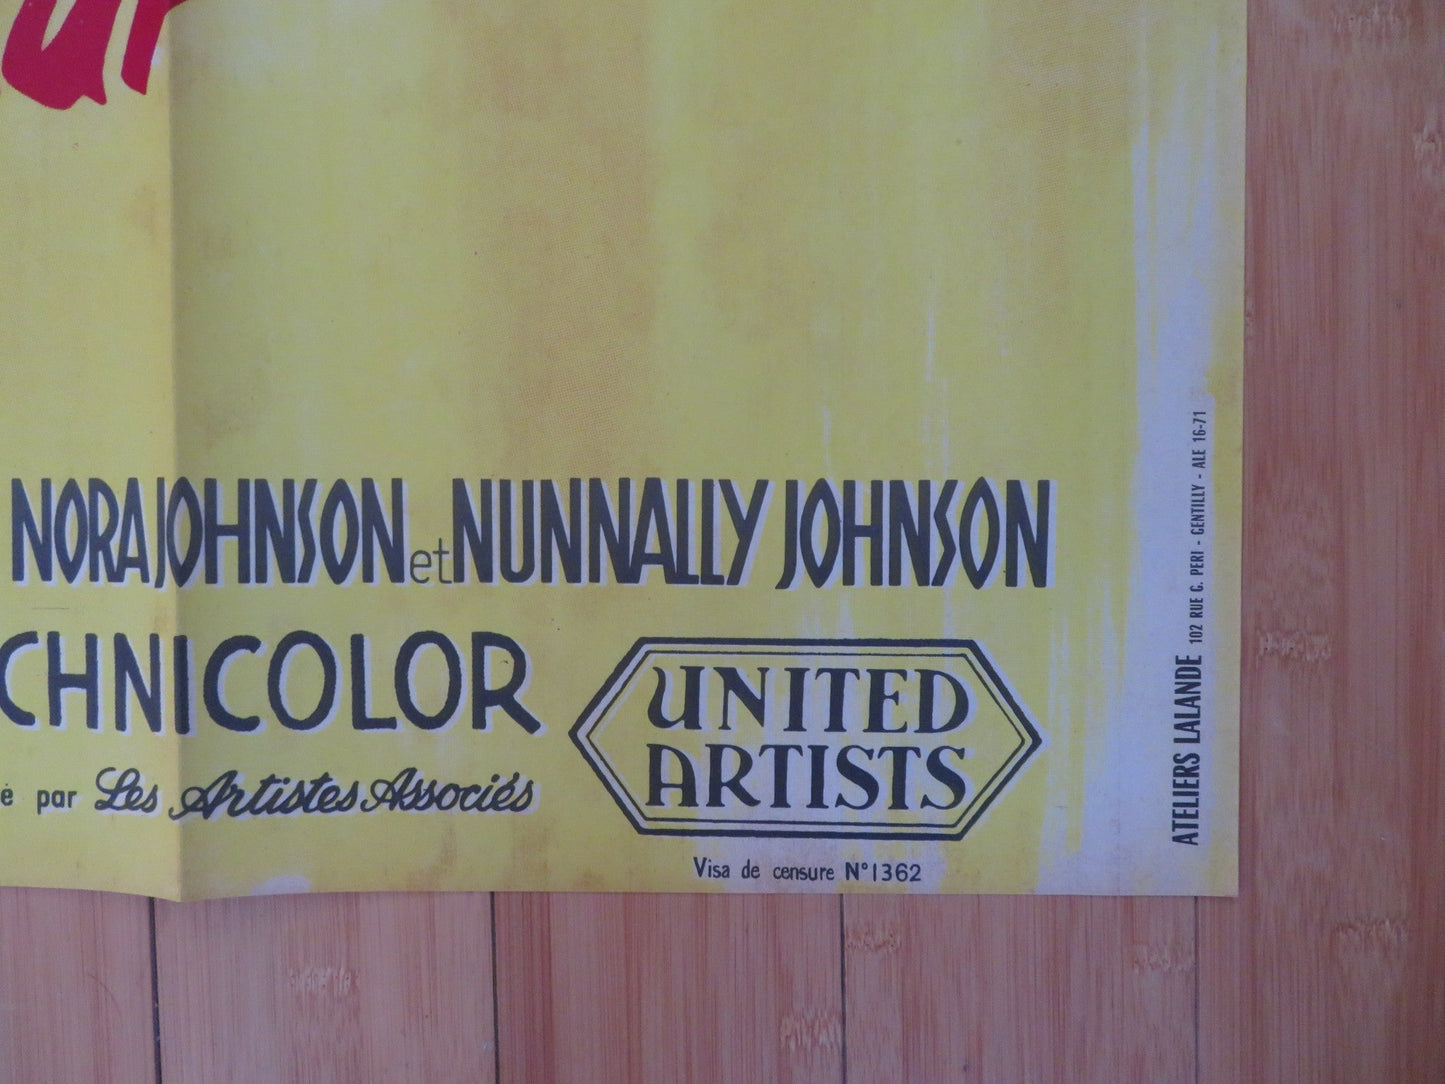 NORA JOHNSON et NUNNALLY JOHNSON
CHNICOLOR
é par Les Artistes Associés
UNITED
ARTISTS
Visa de censure N° 1362
ATELIERS LALANDE 102 RUE G. PERI - GENTILLY - ALE 16-71